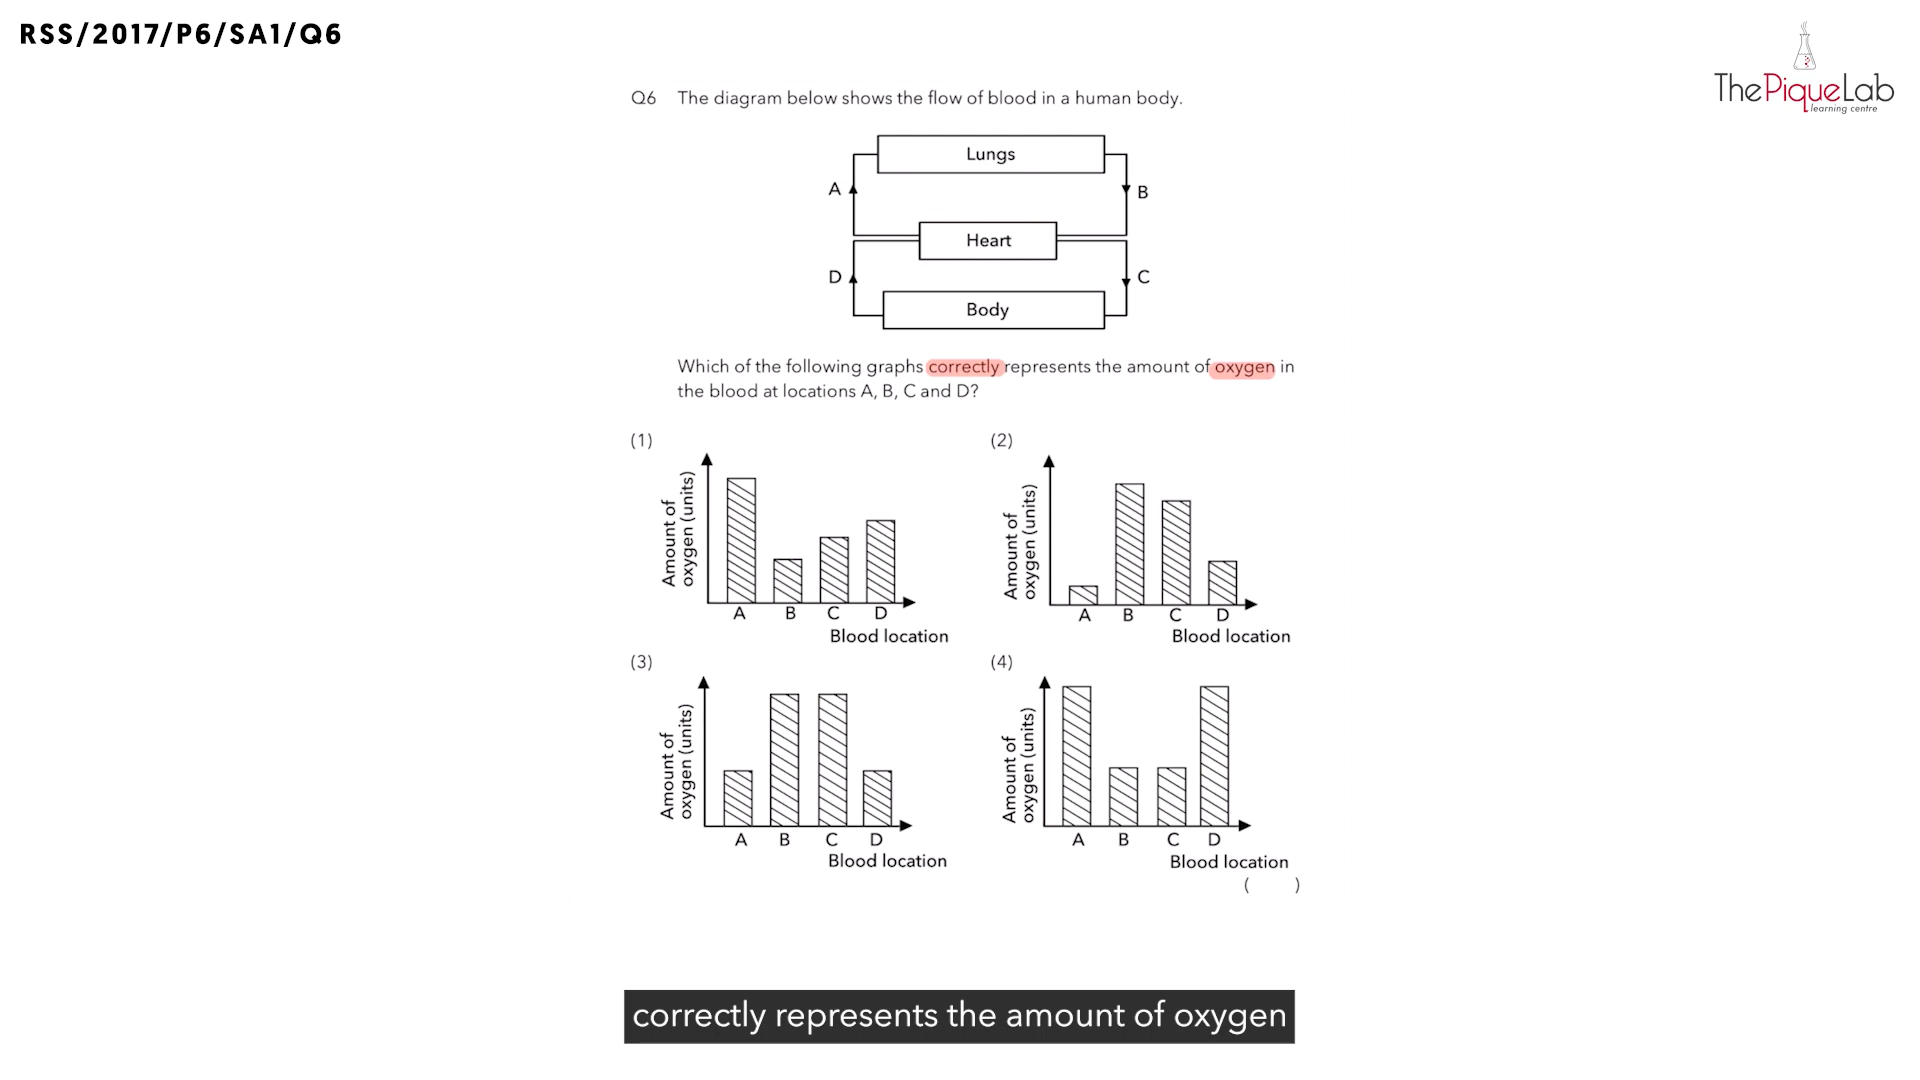 RSS/2017/P6/SA1/Q6
ThePiqueLab
learning centre
Q6 The diagram below shows the flow of blood in a human body.
Lungs
A
B
Heart
D
C
Body
Which of the following graphs correctly represents the amount of oxygen in
the blood at locations A, B, C and D?
(1)
Amount of
oxygen (units)
A B C D
Blood location
(2)
Amount of
oxygen (units)
A B C D
Blood location
(3)
Amount of
oxygen (units)
A B C D
Blood location
(4)
Amount of
oxygen (units)
A B C D
Blood location
( )
correctly represents the amount of oxygen